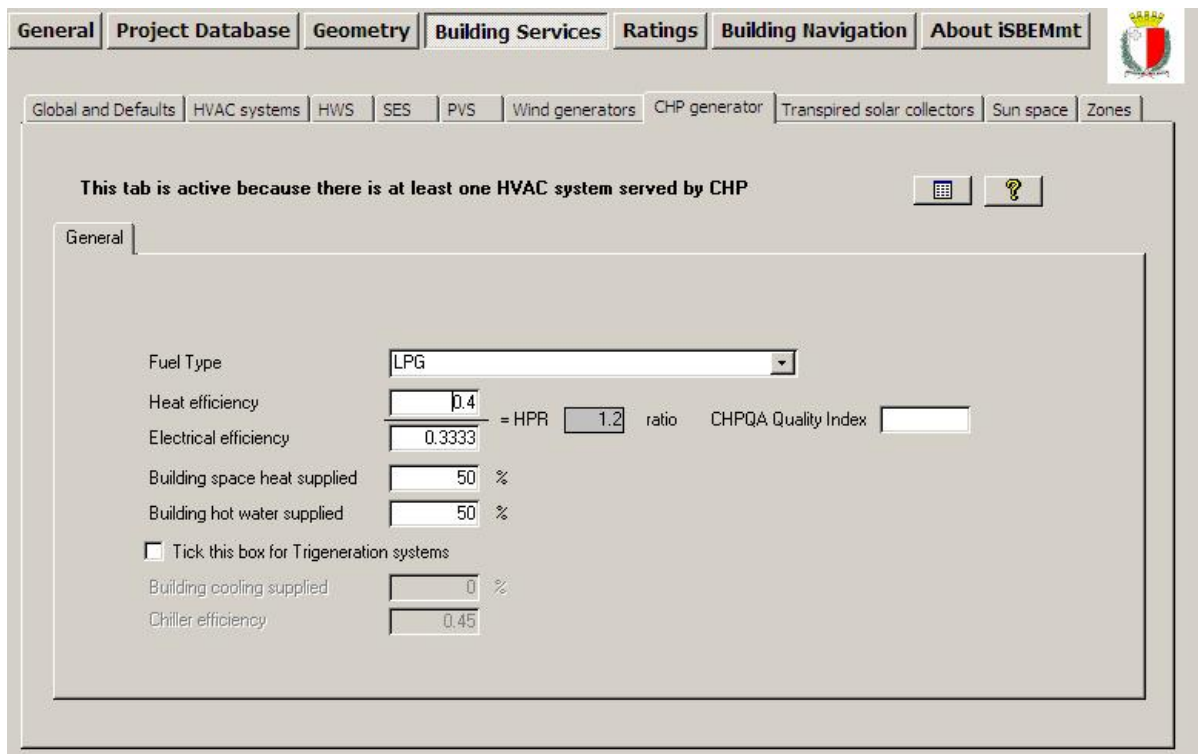 General Project Database Geometry Building Services Ratings Building Navigation About iSBEMmt
Global and Defaults HVAC systems HWS SES PVS Wind generators CHP generator Transpired solar collectors Sun space Zones
This tab is active because there is at least one HVAC system served by CHP ?
General
Fuel Type LPG
Heat efficiency 0.4
= HPR 1.2 ratio CHPQA Quality Index
Electrical efficiency 0.3333
Building space heat supplied 50 %
Building hot water supplied 50 %
Tick this box for Trigeneration systems
Building cooling supplied 0 %
Chiller efficiency 0.45